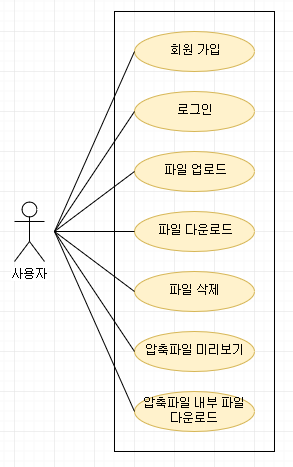 회원 가입
로그인
파일 업로드
파일 다운로드
사용자
파일 삭제
압축파일 미리보기
압축파일 내부 파일
다운로드